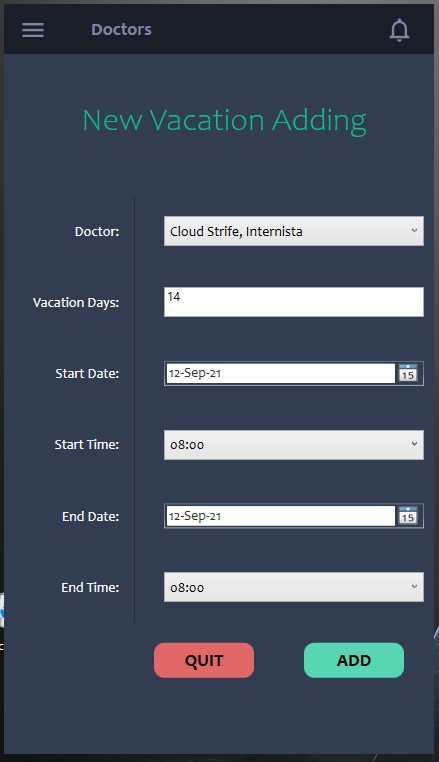 Doctors
New Vacation Adding
Doctor: Cloud Strife, Internista
Vacation Days: 14
Start Date: 12-Sep-21 15
Start Time: 08:00
End Date: 12-Sep-21 15
End Time: 08:00
QUIT ADD